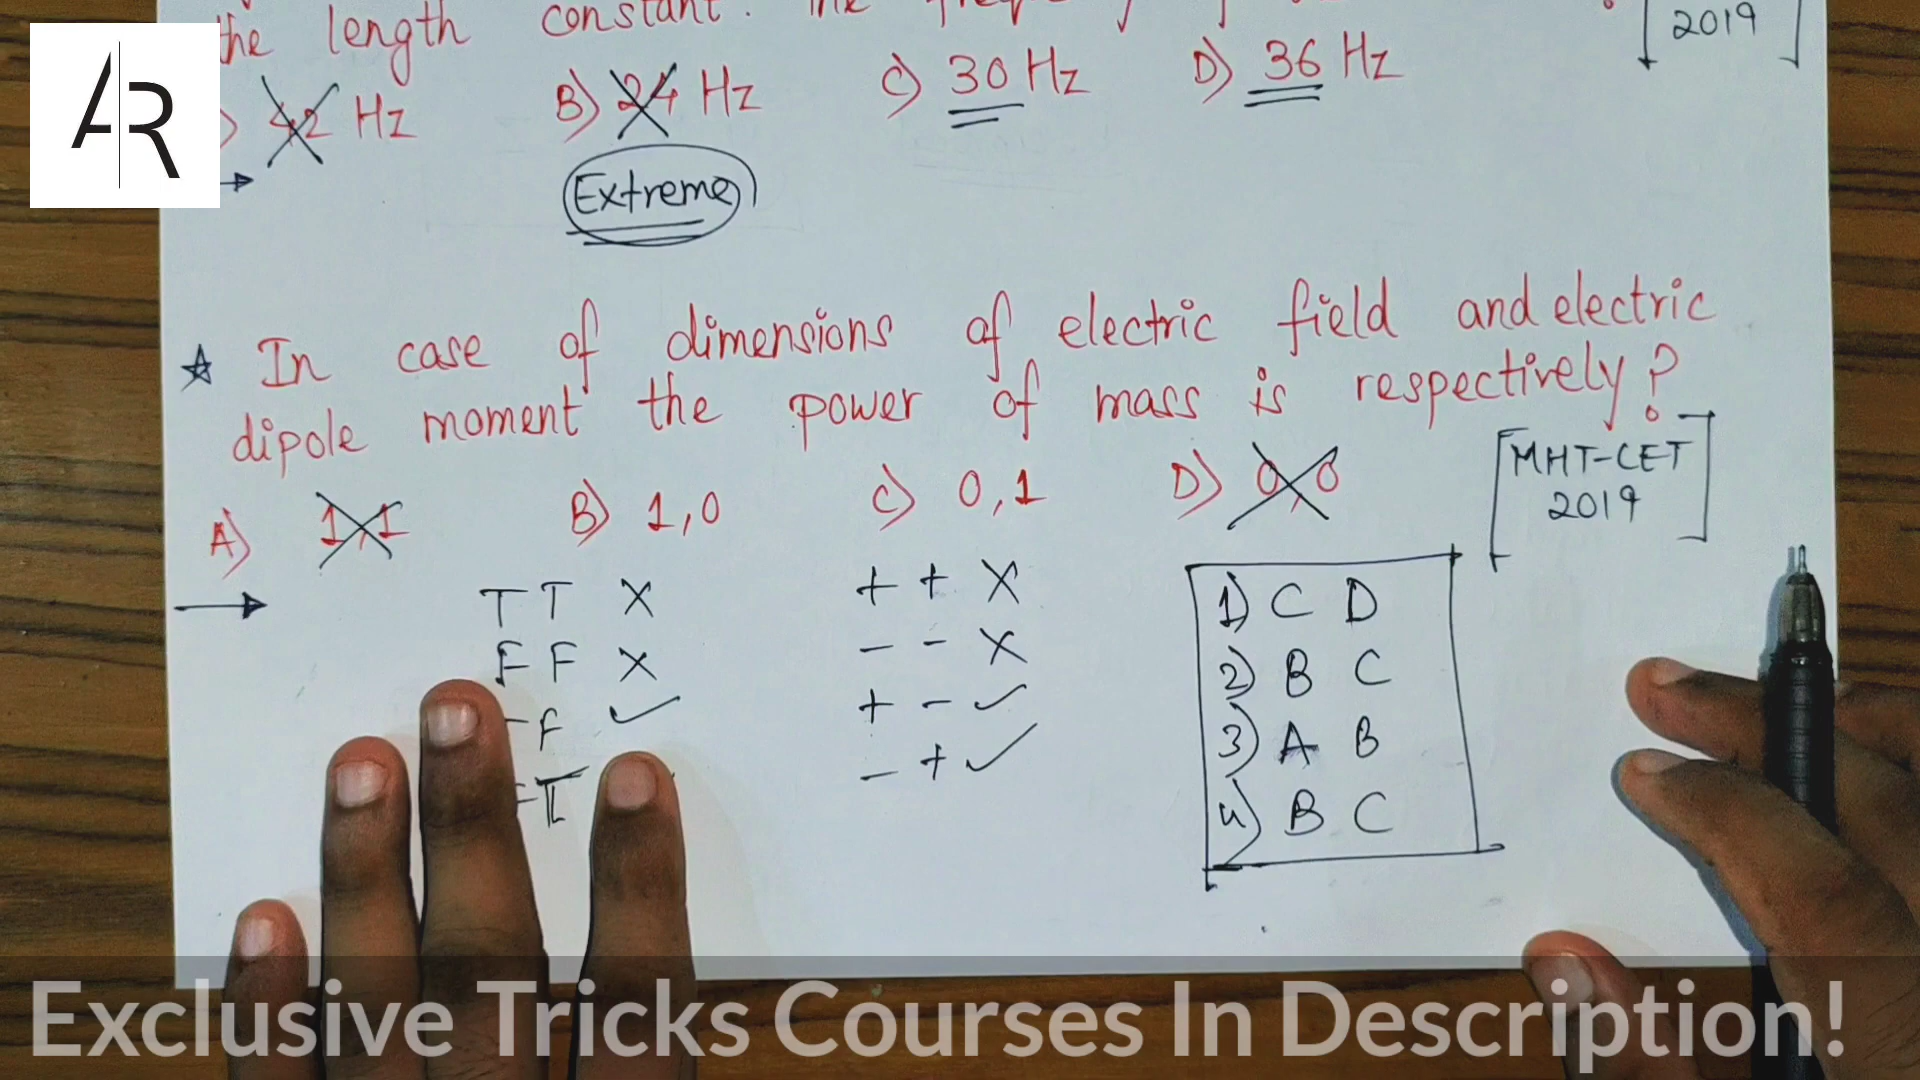 AR
the length constant. The
2019
42 Hz B) 24 Hz C) 30 Hz D) 36 Hz
Extreme
In case of dimensions of electric field and electric
dipole moment the power of mass is respectively?
A) 1,1 B) 1,0 C) 0,1 D) 0,0
[MHT-CET
2019]
T T X
F F X
F ✓
T
+ + X
- - X
+ - ✓
- + ✓
1) C D
2) B C
3) A B
4) B C
Exclusive Tricks Courses In Description!